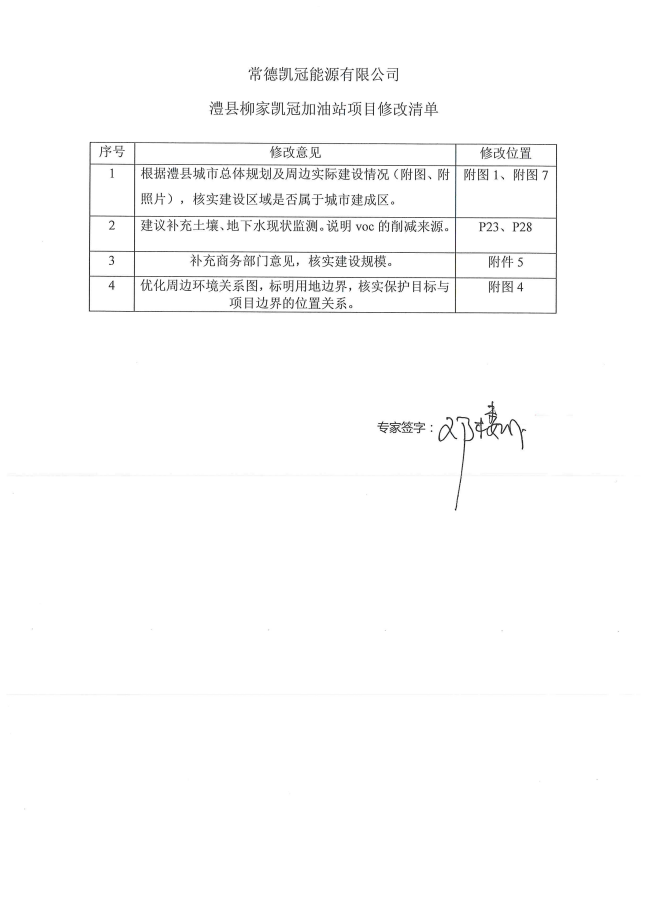 常德凯冠能源有限公司
澧县柳家凯冠加油站项目修改清单
序号 修改意见 修改位置
1 根据澧县城市总体规划及周边实际建设情况（附图、附 附图 1、附图 7
照片），核实建设区域是否属于城市建成区。
2 建议补充土壤、地下水现状监测。说明 voc 的削减来源。 P23、P28
3 补充商务部门意见，核实建设规模。 附件 5
4 优化周边环境关系图，标明用地边界，核实保护目标与 附图 4
项目边界的位置关系。
专家签字：